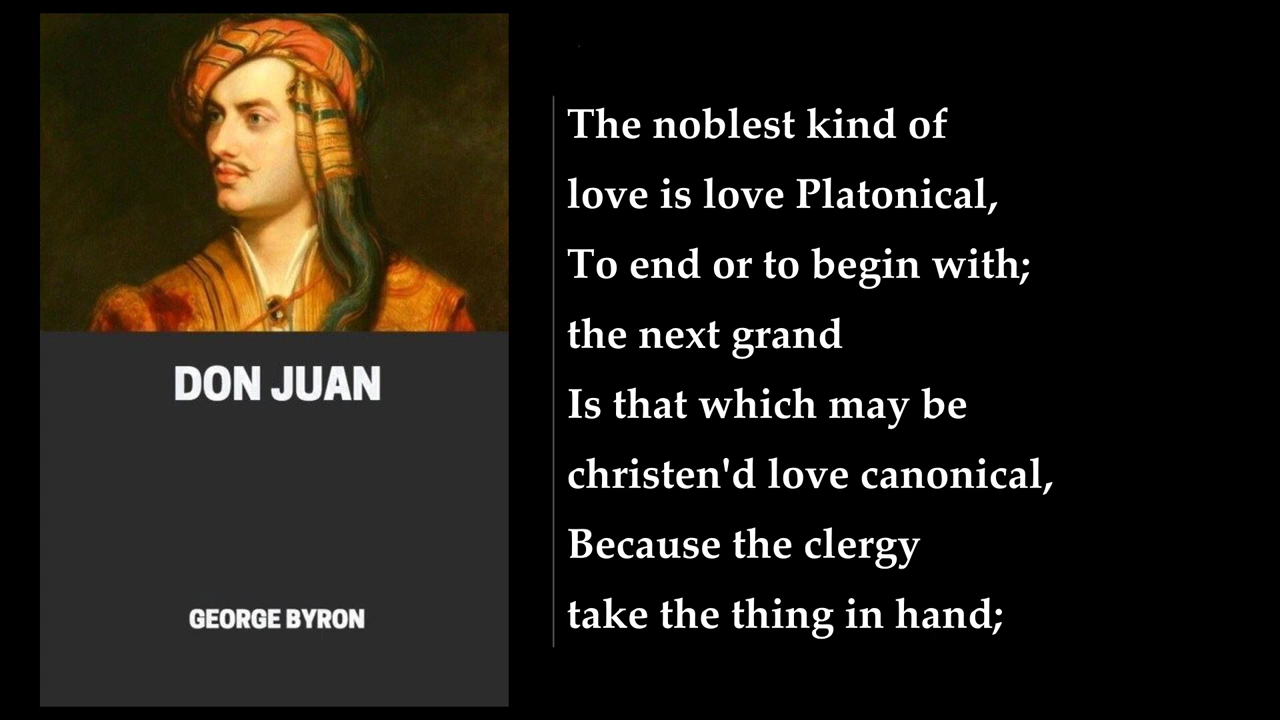 DON JUAN
GEORGE BYRON
The noblest kind of
love is love Platonical,
To end or to begin with;
the next grand
Is that which may be
christen'd love canonical,
Because the clergy
take the thing in hand;